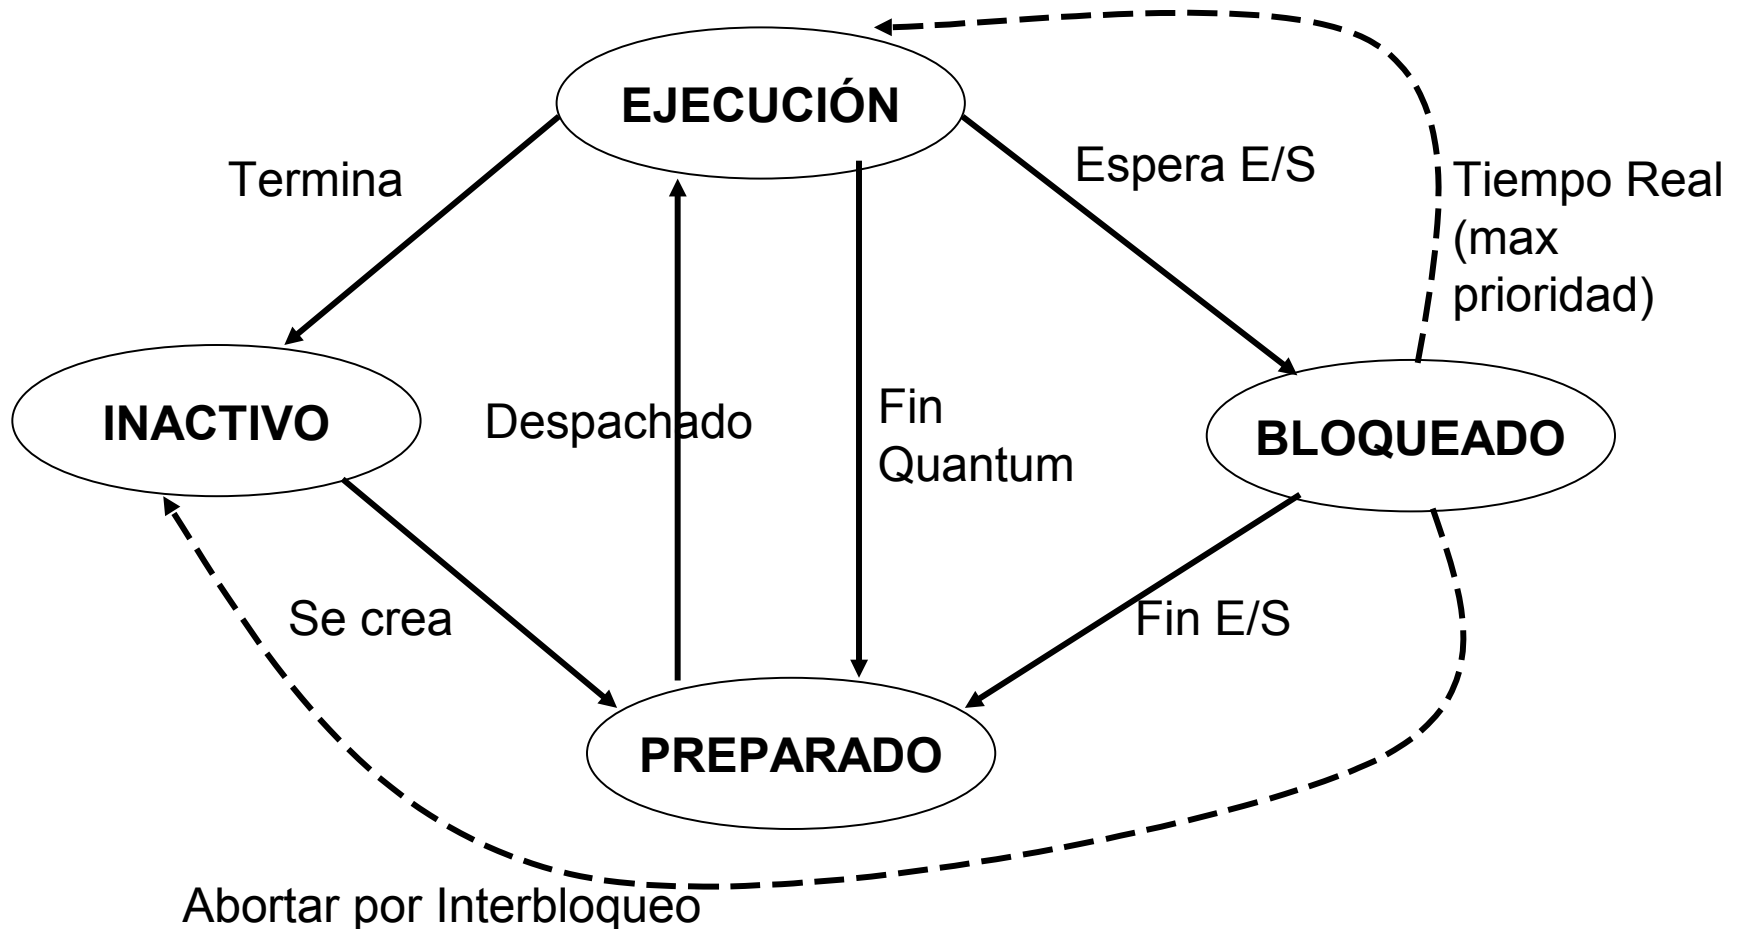 EJECUCIÓN
Termina
Espera E/S
Tiempo Real
(max
prioridad)
INACTIVO
Despachado
Fin
Quantum
BLOQUEADO
Se crea
Fin E/S
PREPARADO
Abortar por Interbloqueo